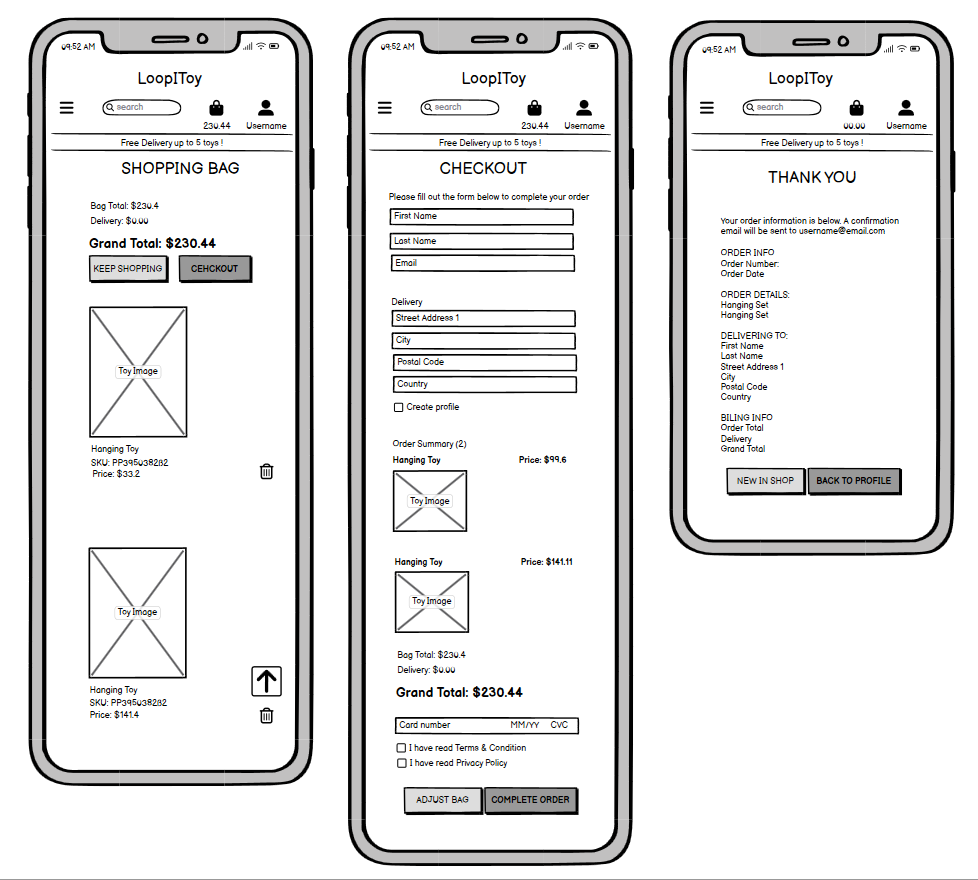 09:52 AM
LoopIToy
search
230.44
Username
Free Delivery up to 5 toys !
SHOPPING BAG
Bag Total: $230.4
Delivery: $0.00
Grand Total: $230.44
KEEP SHOPPING
CEHCKOUT
Toy Image
Hanging Toy
SKU: PP395038282
Price: $33.2
Toy Image
Hanging Toy
SKU: PP395038282
Price: $141.4
09:52 AM
LoopIToy
search
230.44
Username
Free Delivery up to 5 toys !
CHECKOUT
Please fill out the form below to complete your order
First Name
Last Name
Email
Delivery
Street Address 1
City
Postal Code
Country
Create profile
Order Summary (2)
Hanging Toy
Price: $99.6
Toy Image
Hanging Toy
Price: $141.11
Toy Image
Bag Total: $230.4
Delivery: $0.00
Grand Total: $230.44
Card number MM/YY CVC
I have read Terms & Condition
I have read Privacy Policy
ADJUST BAG
COMPLETE ORDER
09:52 AM
LoopIToy
search
00.00
Username
Free Delivery up to 5 toys !
THANK YOU
Your order information is below. A confirmation
email will be sent to username@email.com
ORDER INFO
Order Number:
Order Date
ORDER DETAILS:
Hanging Set
Hanging Set
DELIVERING TO:
First Name
Last Name
Street Address 1
City
Postal Code
Country
BILING INFO
Order Total
Delivery
Grand Total
NEW IN SHOP
BACK TO PROFILE